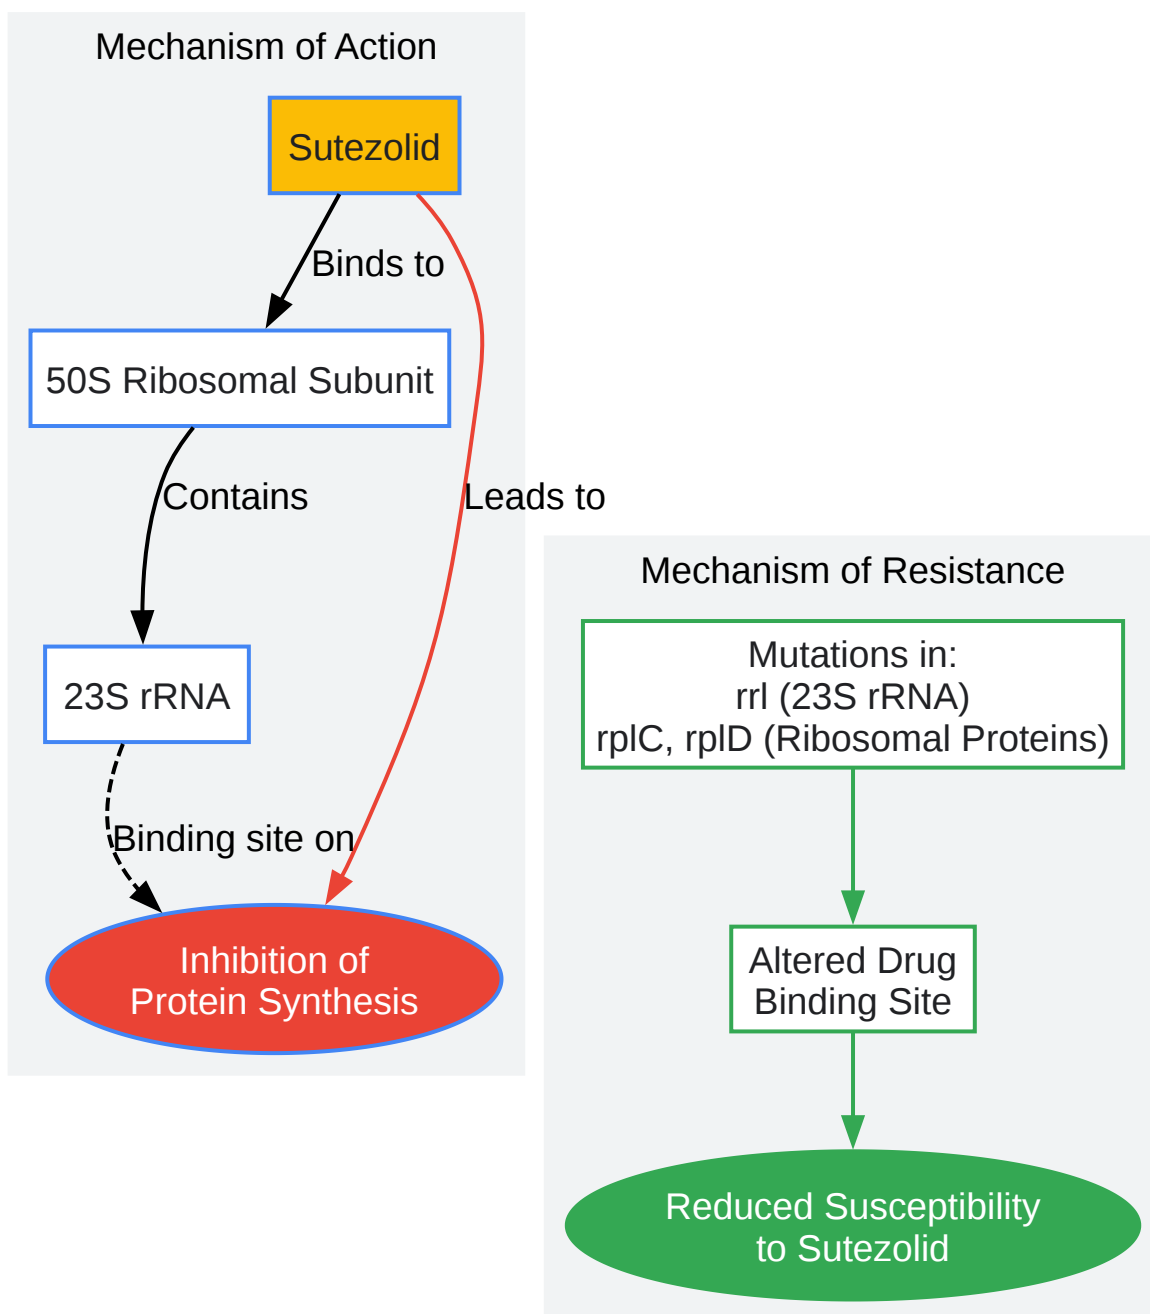 Mechanism of Action
Sutezolid
Binds to
50S Ribosomal Subunit
Contains
Leads to
23S rRNA
Binding site on
Inhibition of
Protein Synthesis
Mechanism of Resistance
Mutations in:
rrl (23S rRNA)
rplC, rplD (Ribosomal Proteins)
Altered Drug
Binding Site
Reduced Susceptibility
to Sutezolid